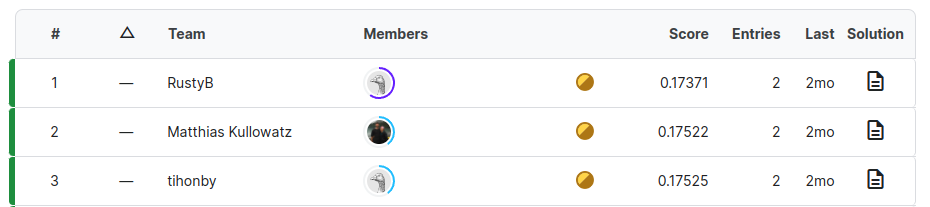 # △ Team Members Score Entries Last Solution
1 — RustyB 0.17371 2 2mo
2 — Matthias Kullowatz 0.17522 2 2mo
3 — tihonby 0.17525 2 2mo